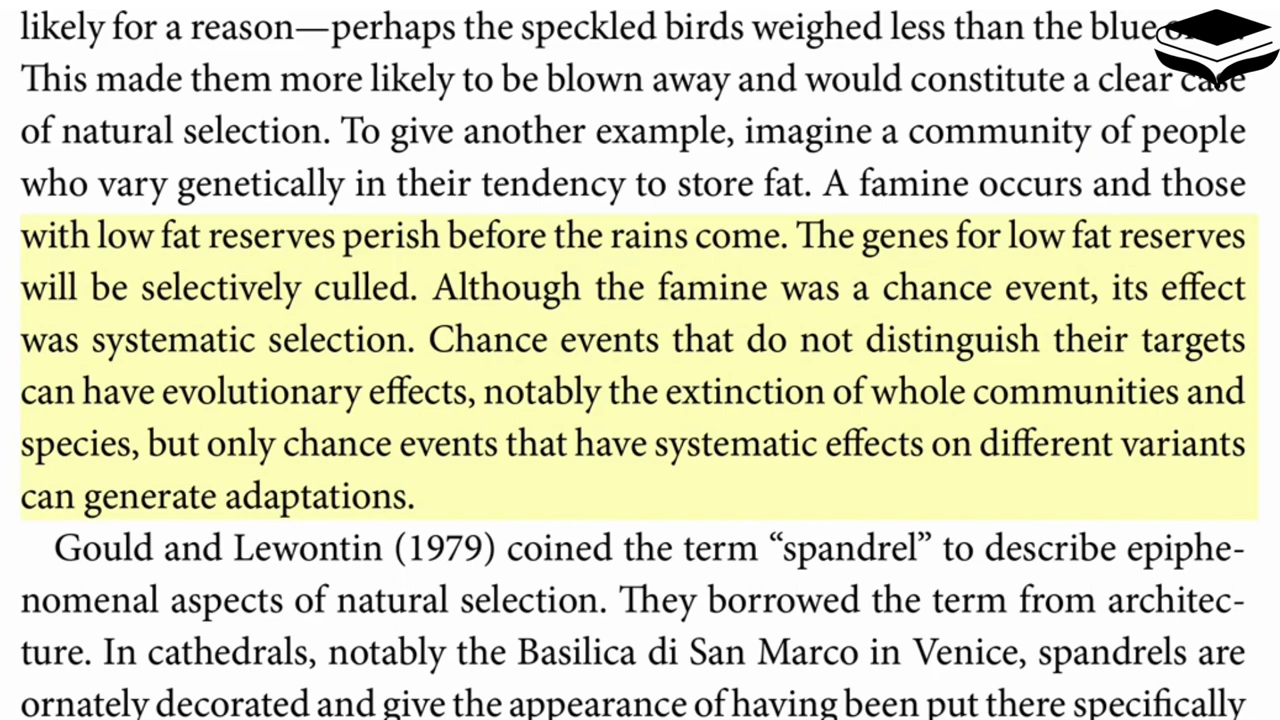 likely for a reason—perhaps the speckled birds weighed less than the blue
This made them more likely to be blown away and would constitute a clear case
of natural selection. To give another example, imagine a community of people
who vary genetically in their tendency to store fat. A famine occurs and those
with low fat reserves perish before the rains come. The genes for low fat reserves
will be selectively culled. Although the famine was a chance event, its effect
was systematic selection. Chance events that do not distinguish their targets
can have evolutionary effects, notably the extinction of whole communities and
species, but only chance events that have systematic effects on different variants
can generate adaptations.
Gould and Lewontin (1979) coined the term “spandrel” to describe epiphe-
nomenal aspects of natural selection. They borrowed the term from architec-
ture. In cathedrals, notably the Basilica di San Marco in Venice, spandrels are
ornately decorated and give the appearance of having been put there specifically